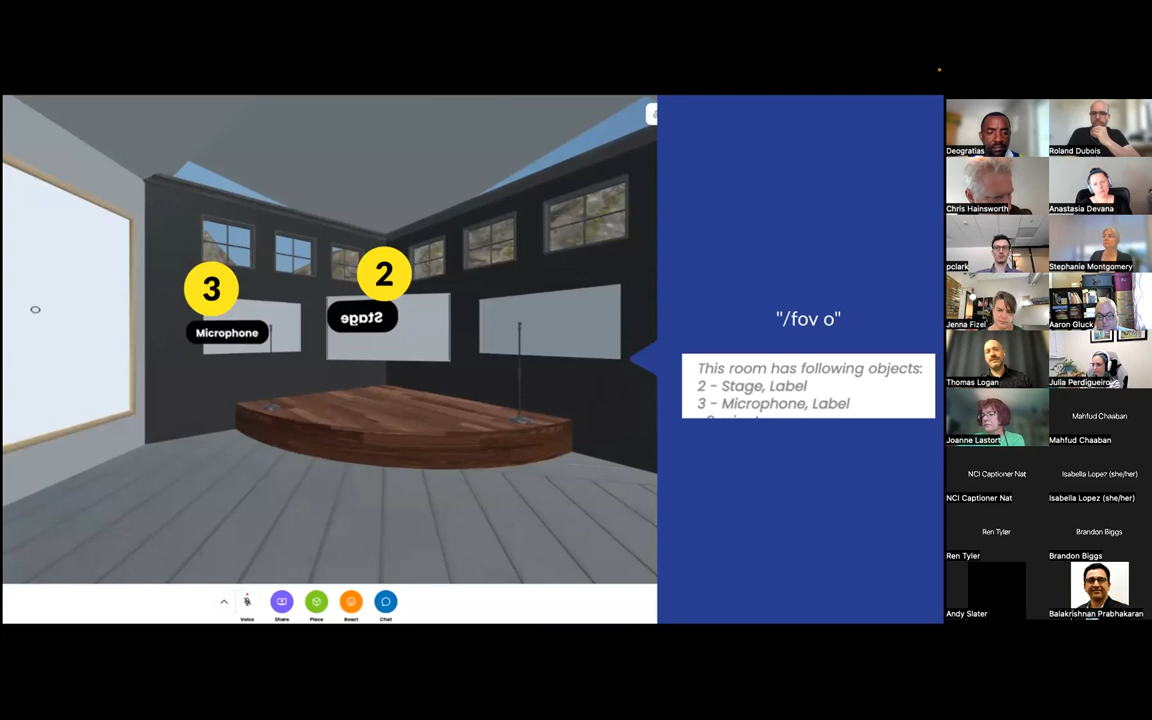 3
Microphone
2
Stage
Voice
Share
Place
React
Chat
"/fov o"
This room has following objects:
2 - Stage, Label
3 - Microphone, Label
Deogratias
Roland Dubois
Chris Hainsworth
Anastasia Devana
pclark
Stephanie Montgomery
Jenna Fizel
Aaron Gluck
Thomas Logan
Julia Perdigueiro
Mahfud Chaaban
Joanne Lastort
Mahfud Chaaban
NCI Captioner Nat
Isabella Lopez (she/her)
NCI Captioner Nat
Isabella Lopez (she/her)
Ren Tyler
Brandon Biggs
Ren Tyler
Brandon Biggs
Andy Slater
Balakrishnan Prabhakaran